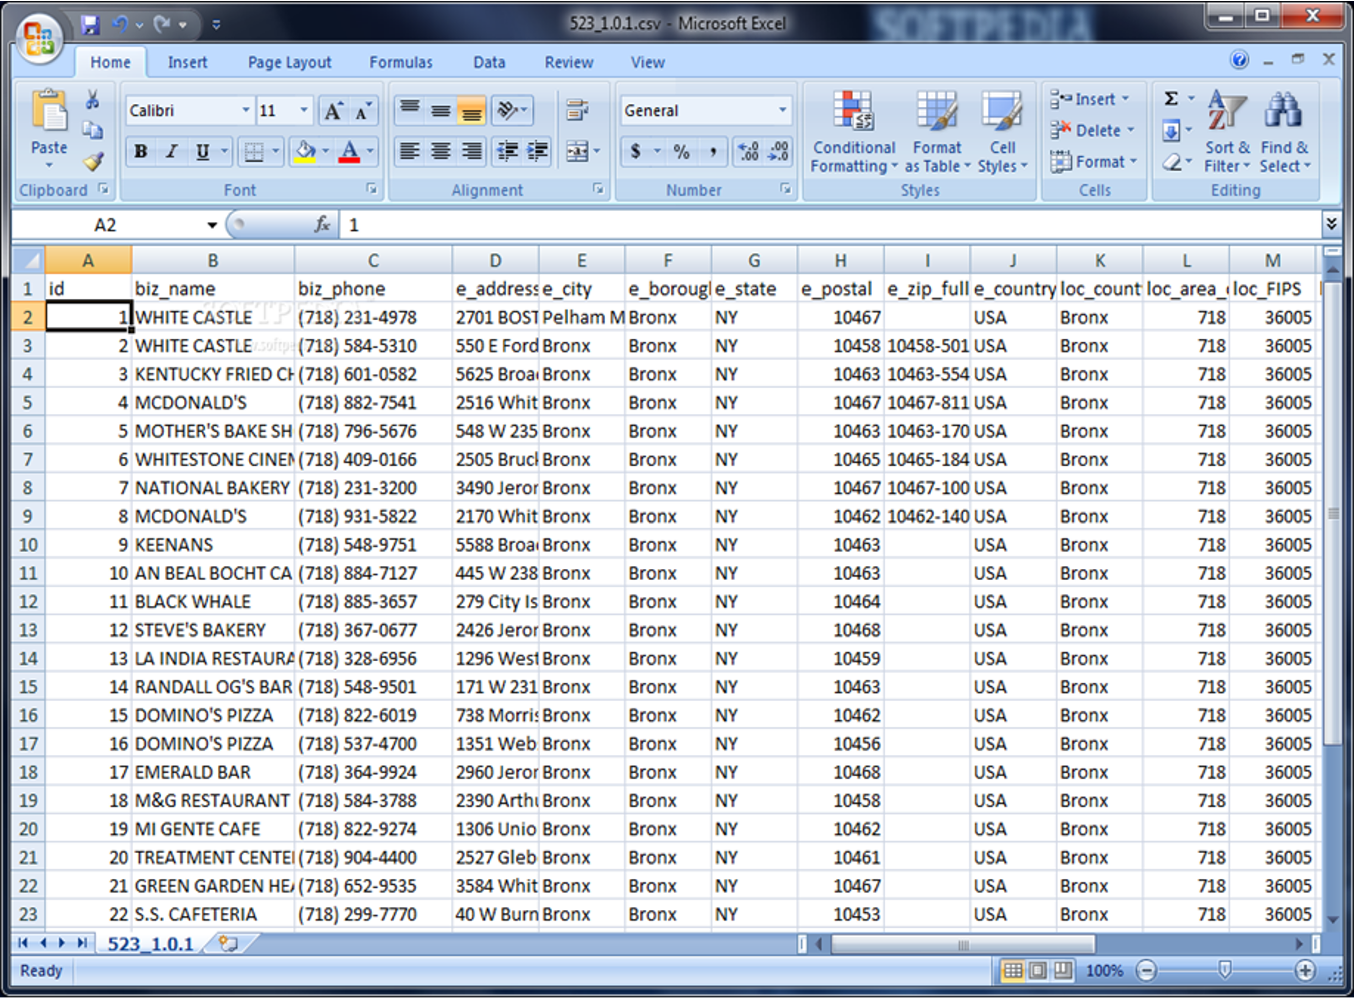 523_1.0.1.csv - Microsoft Excel
SOFTPEDIA
Home Insert Page Layout Formulas Data Review View
Paste
Clipboard
Calibri 11
B I U
Font
Alignment
General
$ % ,
Number
Conditional Formatting
Format as Table
Cell Styles
Styles
Insert
Delete
Format
Cells
Σ
Sort & Filter
Find & Select
Editing
A2 fx 1
A B C D E F G H I J K L M
1 id biz_name biz_phone e_address e_city e_boroug e_state e_postal e_zip_full e_country loc_count loc_area_ loc_FIPS
2 1 WHITE CASTLE (718) 231-4978 2701 BOST Pelham M Bronx NY 10467 USA Bronx 718 36005
3 2 WHITE CASTLE (718) 584-5310 550 E Ford Bronx Bronx NY 10458 10458-501 USA Bronx 718 36005
4 3 KENTUCKY FRIED CH (718) 601-0582 5625 Broa Bronx Bronx NY 10463 10463-554 USA Bronx 718 36005
5 4 MCDONALD'S (718) 882-7541 2516 Whit Bronx Bronx NY 10467 10467-811 USA Bronx 718 36005
6 5 MOTHER'S BAKE SH (718) 796-5676 548 W 235 Bronx Bronx NY 10463 10463-170 USA Bronx 718 36005
7 6 WHITESTONE CINEM (718) 409-0166 2505 Bruck Bronx Bronx NY 10465 10465-184 USA Bronx 718 36005
8 7 NATIONAL BAKERY (718) 231-3200 3490 Jeror Bronx Bronx NY 10467 10467-100 USA Bronx 718 36005
9 8 MCDONALD'S (718) 931-5822 2170 Whit Bronx Bronx NY 10462 10462-140 USA Bronx 718 36005
10 9 KEENANS (718) 548-9751 5588 Broa Bronx Bronx NY 10463 USA Bronx 718 36005
11 10 AN BEAL BOCHT CA (718) 884-7127 445 W 238 Bronx Bronx NY 10463 USA Bronx 718 36005
12 11 BLACK WHALE (718) 885-3657 279 City Is Bronx Bronx NY 10464 USA Bronx 718 36005
13 12 STEVE'S BAKERY (718) 367-0677 2426 Jeror Bronx Bronx NY 10468 USA Bronx 718 36005
14 13 LA INDIA RESTAURA (718) 328-6956 1296 West Bronx Bronx NY 10459 USA Bronx 718 36005
15 14 RANDALL OG'S BAR (718) 548-9501 171 W 231 Bronx Bronx NY 10463 USA Bronx 718 36005
16 15 DOMINO'S PIZZA (718) 822-6019 738 Morris Bronx Bronx NY 10462 USA Bronx 718 36005
17 16 DOMINO'S PIZZA (718) 537-4700 1351 Web Bronx Bronx NY 10456 USA Bronx 718 36005
18 17 EMERALD BAR (718) 364-9924 2960 Jeror Bronx Bronx NY 10468 USA Bronx 718 36005
19 18 M&G RESTAURANT (718) 584-3788 2390 Arthu Bronx Bronx NY 10458 USA Bronx 718 36005
20 19 MI GENTE CAFE (718) 822-9274 1306 Unio Bronx Bronx NY 10462 USA Bronx 718 36005
21 20 TREATMENT CENTE (718) 904-4400 2527 Gleb Bronx Bronx NY 10461 USA Bronx 718 36005
22 21 GREEN GARDEN HEA (718) 652-9535 3584 Whit Bronx Bronx NY 10467 USA Bronx 718 36005
23 22 S.S. CAFETERIA (718) 299-7770 40 W Burn Bronx Bronx NY 10453 USA Bronx 718 36005
523_1.0.1
Ready 100%